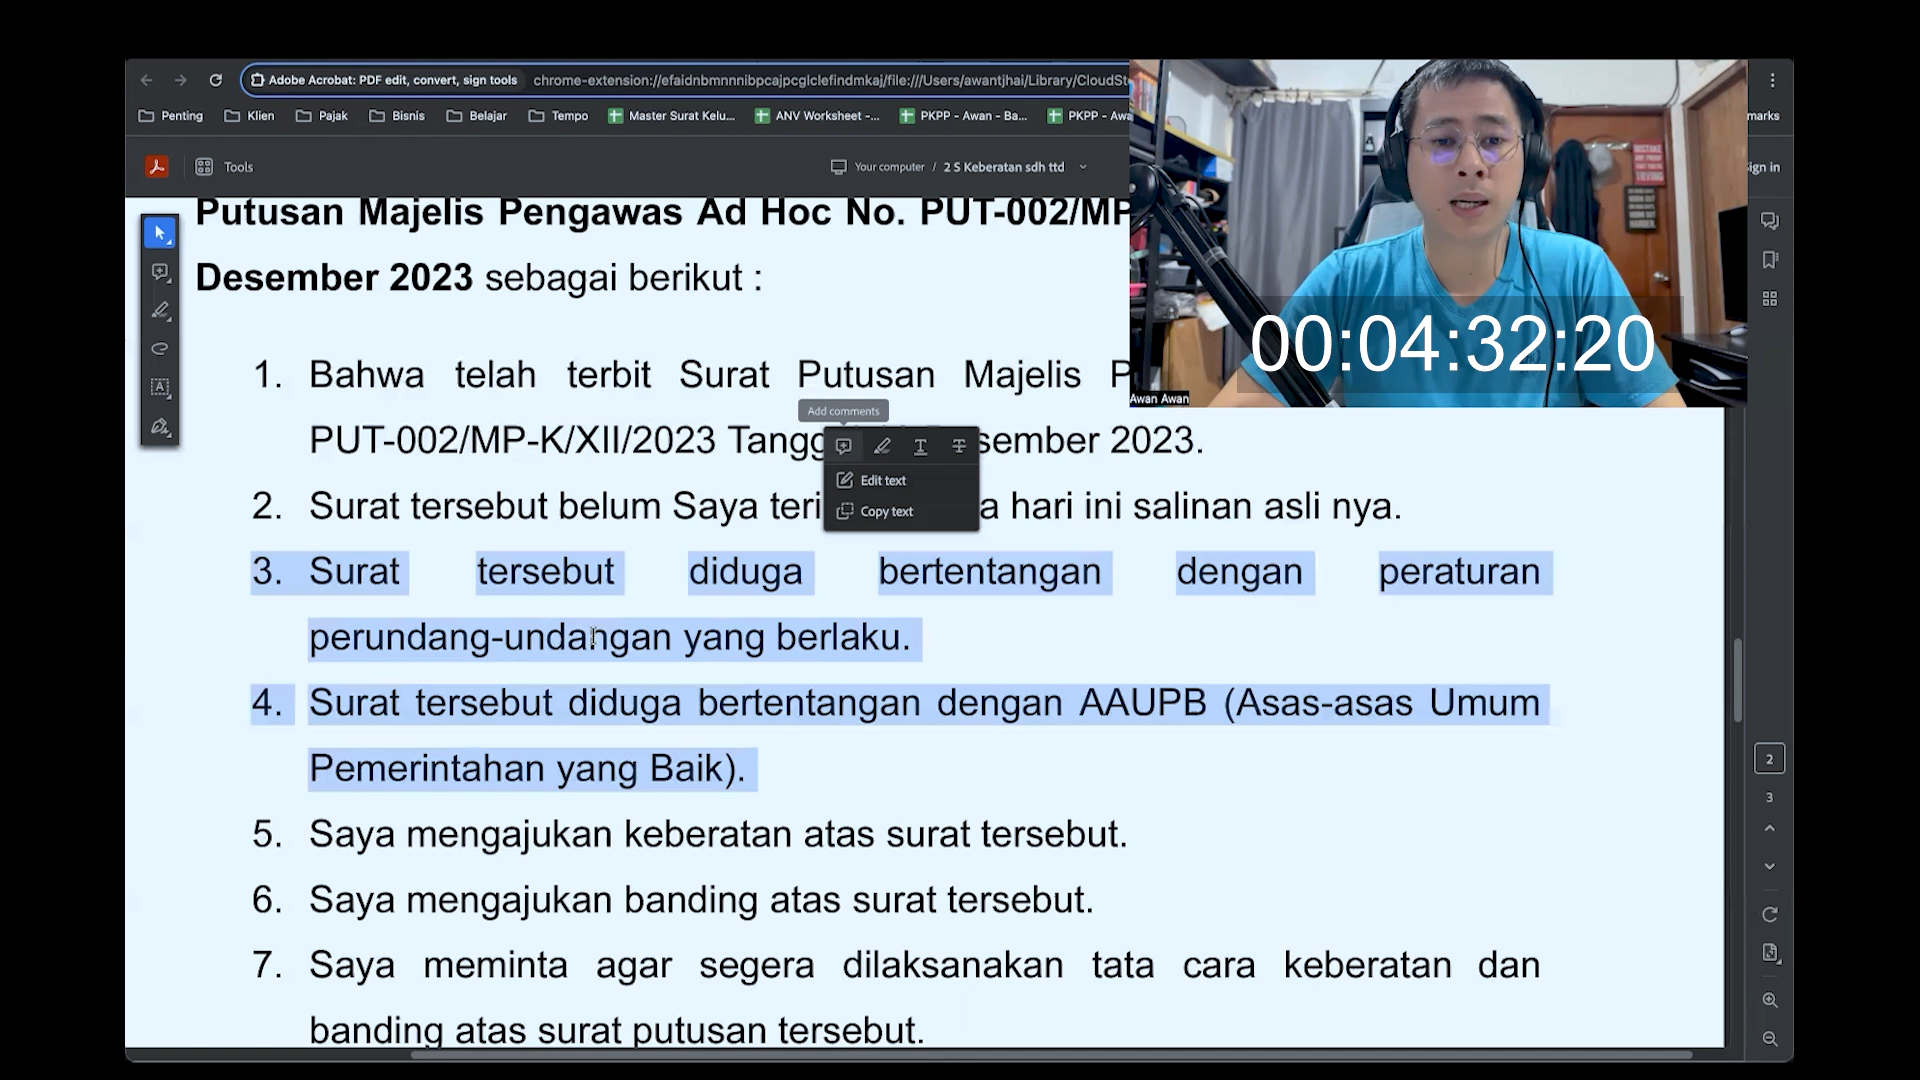 Adobe Acrobat: PDF edit, convert, sign tools chrome-extension://efaidnbmnnnibpcajpcglclefindmkaj/file:///Users/awantjhai/Library/CloudSt
Penting Klien Pajak Bisnis Belajar Tempo Master Surat Kelu... ANV Worksheet -... PKPP - Awan - Ba... PKPP - Awa marks
Tools Your computer / 2 S Keberatan sdh ttd ign in
Putusan Majelis Pengawas Ad Hoc No. PUT-002/MP
Desember 2023 sebagai berikut :
00:04:32:20
Awan Awan
1. Bahwa telah terbit Surat Putusan Majelis P
Add comments
PUT-002/MP-K/XII/2023 Tangg sember 2023.
Edit text
2. Surat tersebut belum Saya teri a hari ini salinan asli nya.
Copy text
3. Surat tersebut diduga bertentangan dengan peraturan
perundang-undangan yang berlaku.
4. Surat tersebut diduga bertentangan dengan AAUPB (Asas-asas Umum
Pemerintahan yang Baik).
5. Saya mengajukan keberatan atas surat tersebut.
6. Saya mengajukan banding atas surat tersebut.
7. Saya meminta agar segera dilaksanakan tata cara keberatan dan
banding atas surat putusan tersebut.
2
3